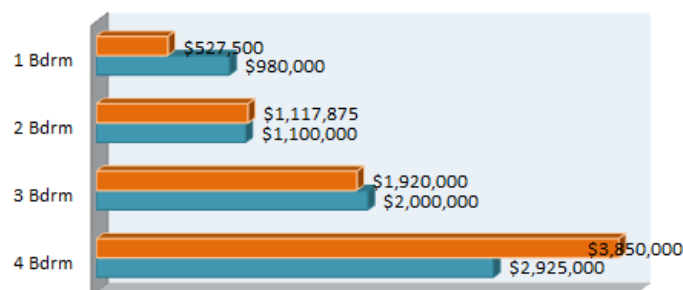 1 Bdrm
$527,500
$980,000
2 Bdrm
$1,117,875
$1,100,000
3 Bdrm
$1,920,000
$2,000,000
4 Bdrm
$3,850,000
$2,925,000